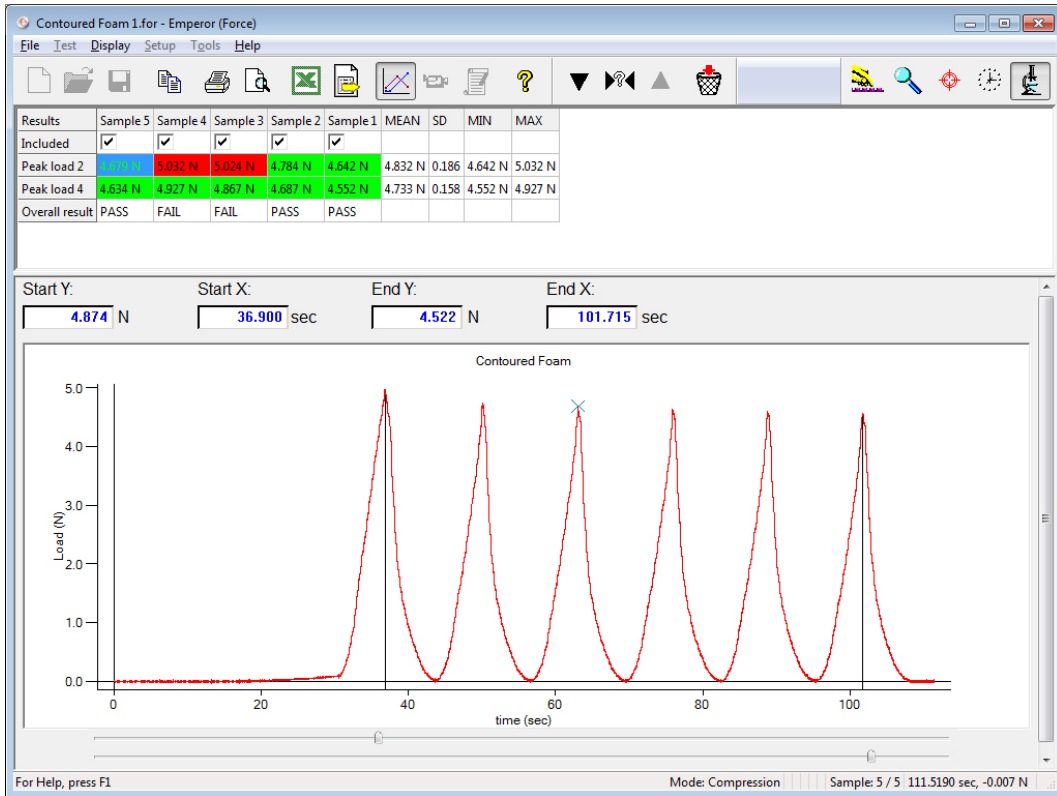 Contoured Foam 1.for - Emperor (Force)
File Test Display Setup Tools Help
Results Sample 5 Sample 4 Sample 3 Sample 2 Sample 1 MEAN SD MIN MAX
Included
Peak load 2 4.679 N 5.032 N 5.024 N 4.784 N 4.642 N 4.832 N 0.186 4.642 N 5.032 N
Peak load 4 4.634 N 4.927 N 4.867 N 4.687 N 4.552 N 4.733 N 0.158 4.552 N 4.927 N
Overall result PASS FAIL FAIL PASS PASS
Start Y: Start X: End Y: End X:
4.874 N 36.900 sec 4.522 N 101.715 sec
Contoured Foam
5.0
4.0
3.0
2.0
1.0
0.0
Load (N)
0 20 40 60 80 100
time (sec)
For Help, press F1 Mode: Compression Sample: 5 / 5 111.5190 sec, -0.007 N